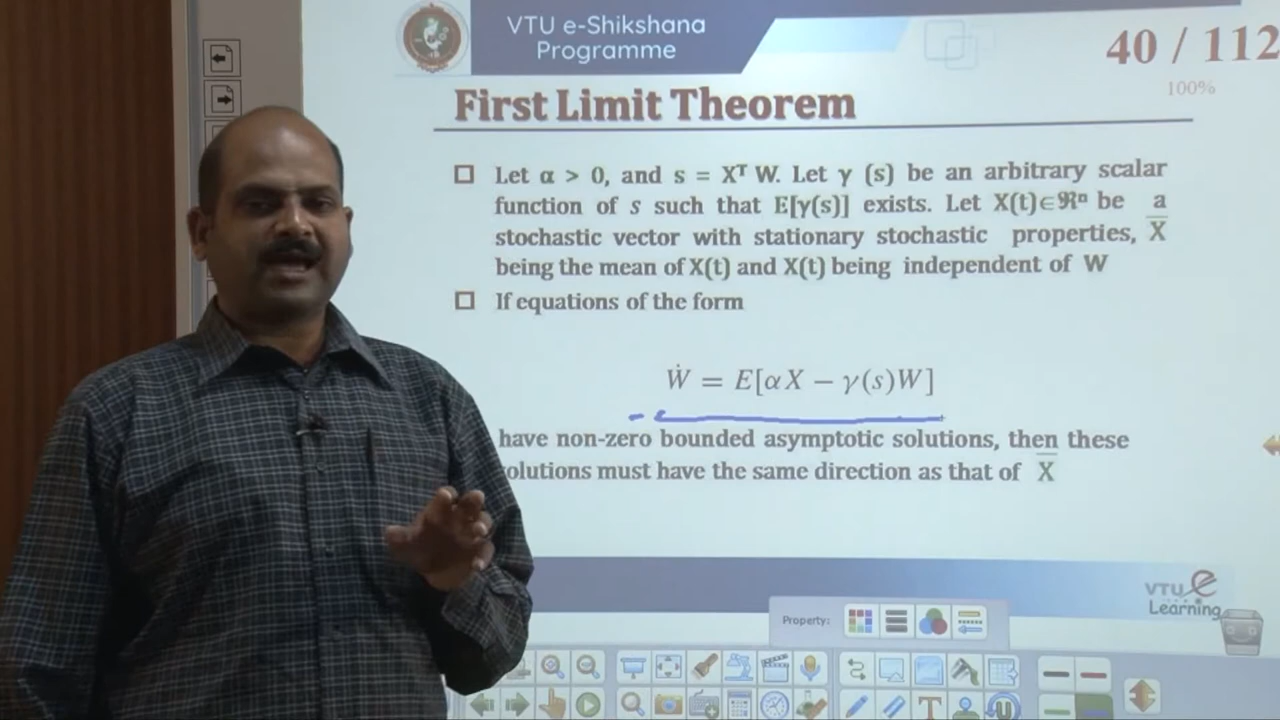 VTU e-Shikshana
Programme
40 / 112
100%
First Limit Theorem
Let α > 0, and s = Xᵀ W. Let γ (s) be an arbitrary scalar
function of s such that E[γ(s)] exists. Let X(t)∈ℜⁿ be a
stochastic vector with stationary stochastic properties, X̅
being the mean of X(t) and X(t) being independent of W
If equations of the form
Ẇ = E[αX − γ(s)W]
have non-zero bounded asymptotic solutions, then these
olutions must have the same direction as that of X̅
VTU e
Learning
Property: